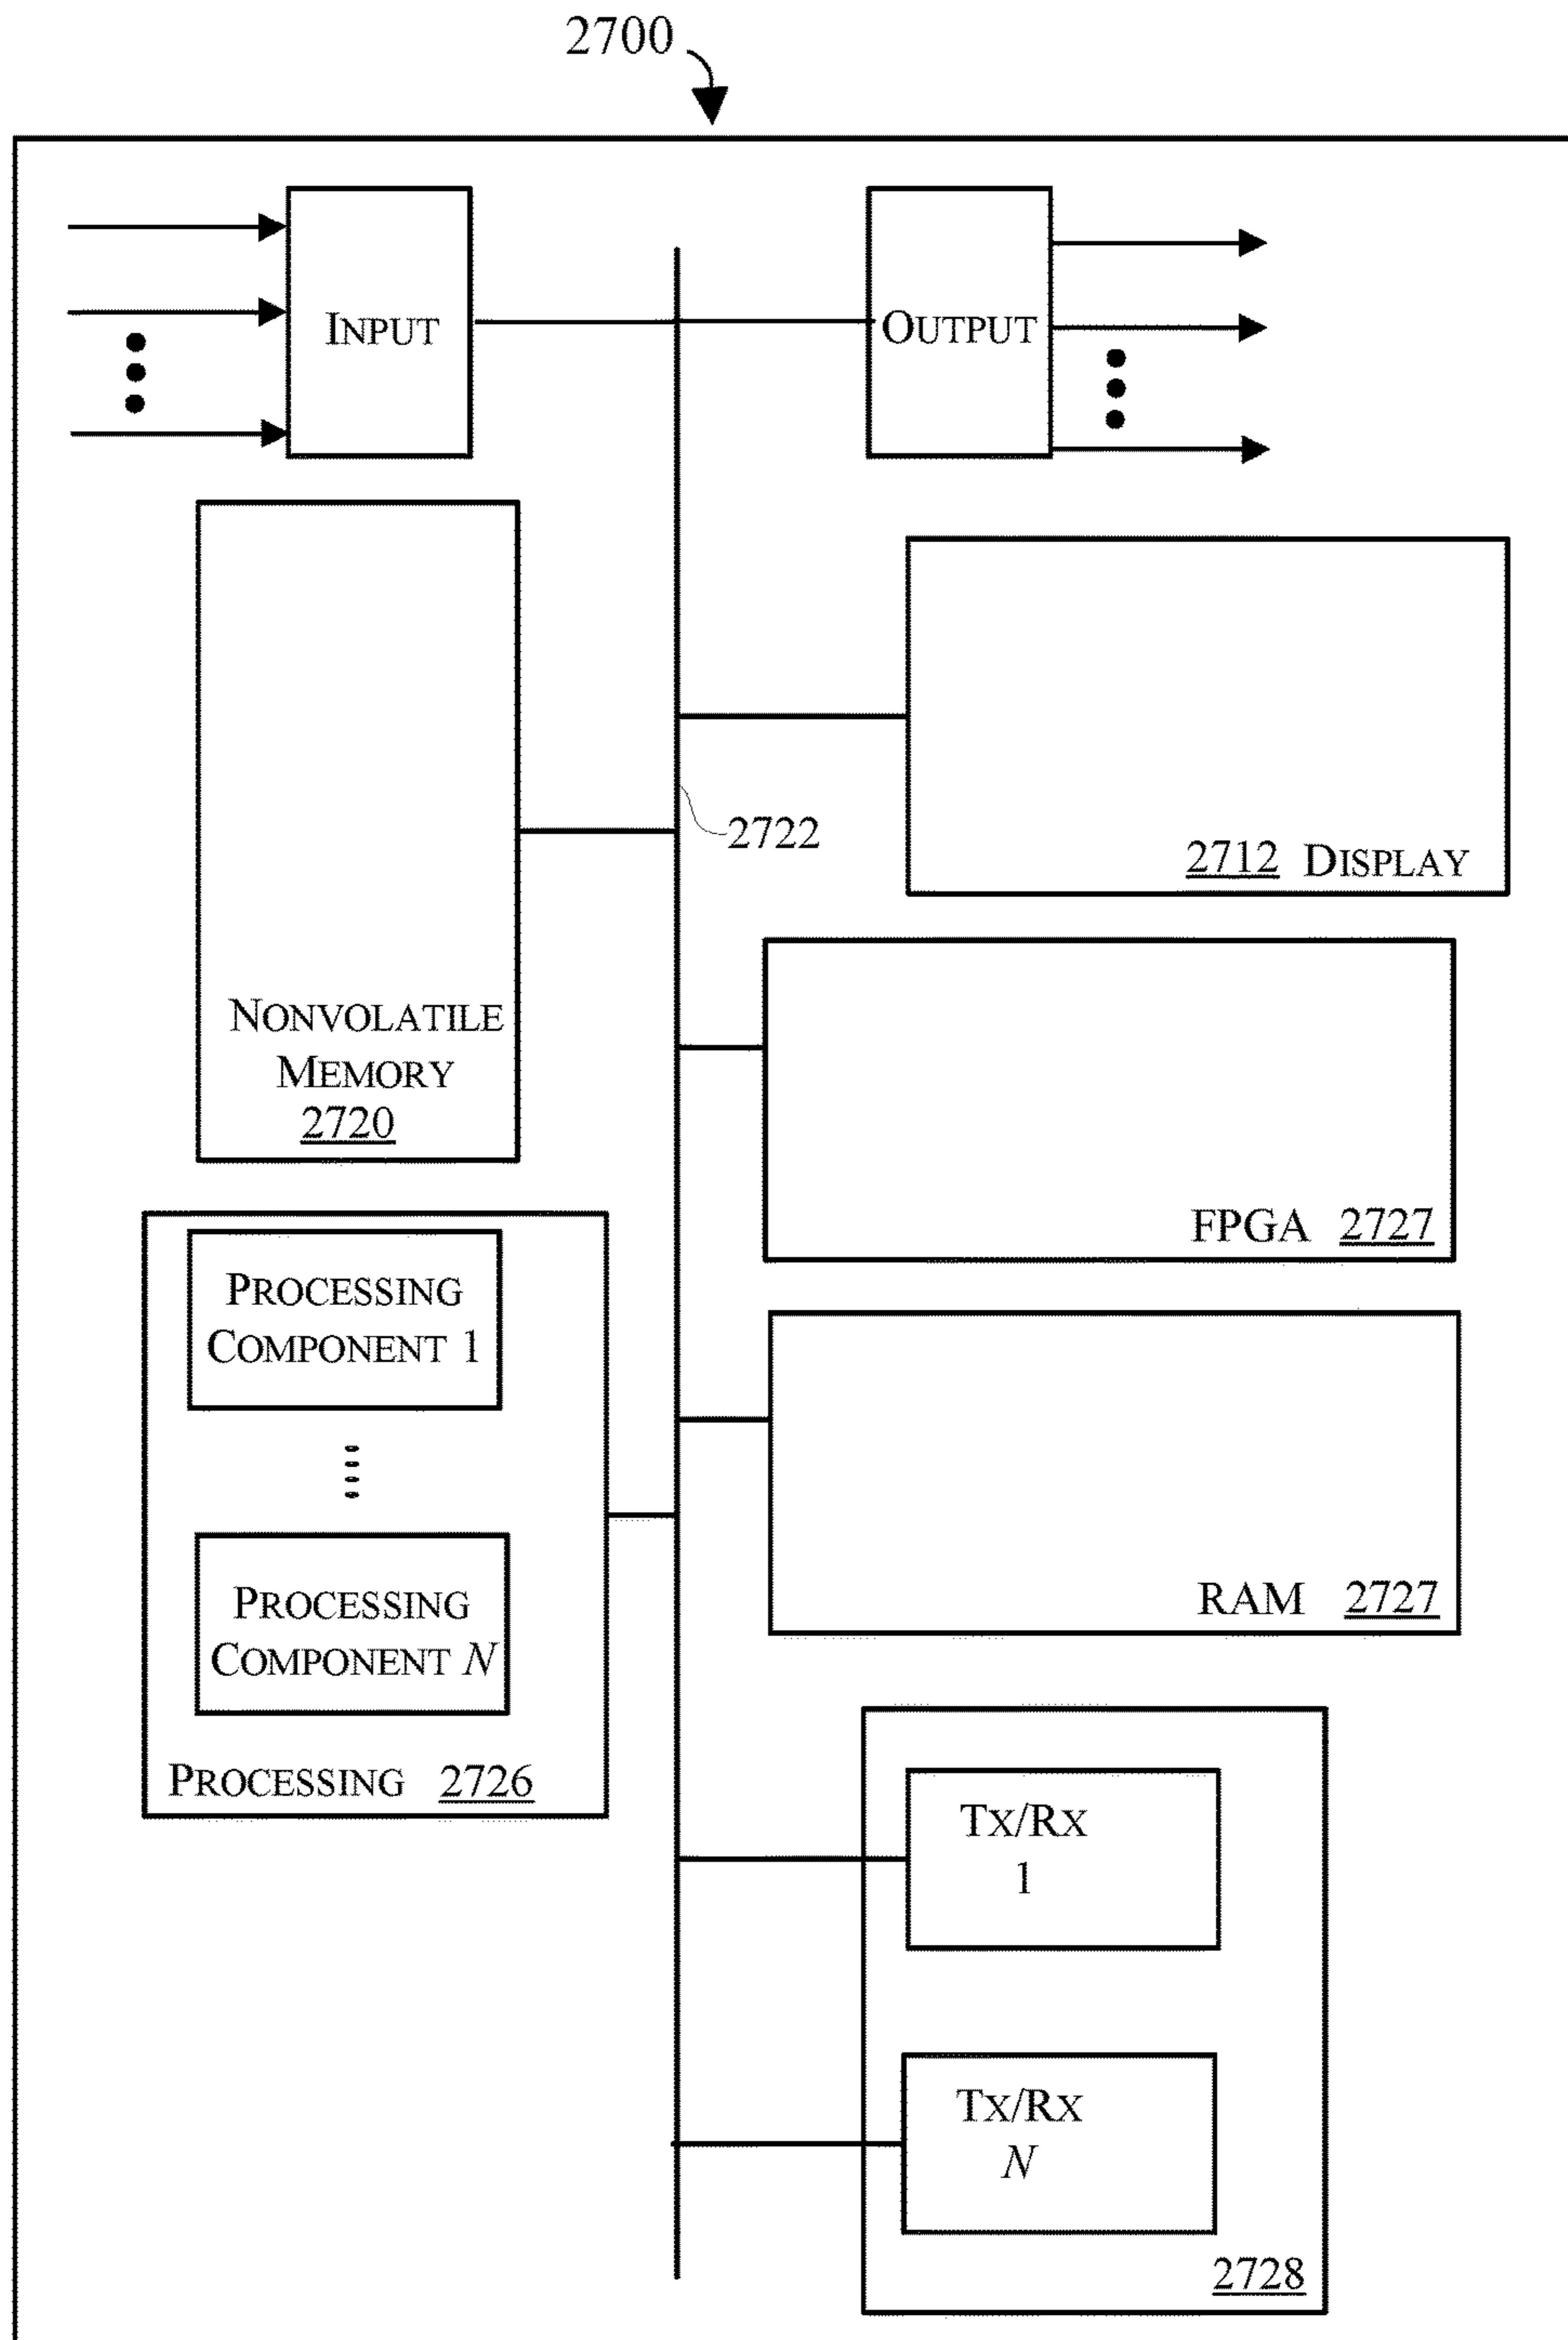 2700
INPUT
OUTPUT
2722
2712 DISPLAY
NONVOLATILE
MEMORY
2720
FPGA 2727
PROCESSING
COMPONENT 1
RAM 2727
PROCESSING
COMPONENT N
PROCESSING 2726
TX/RX
1
TX/RX
N
2728